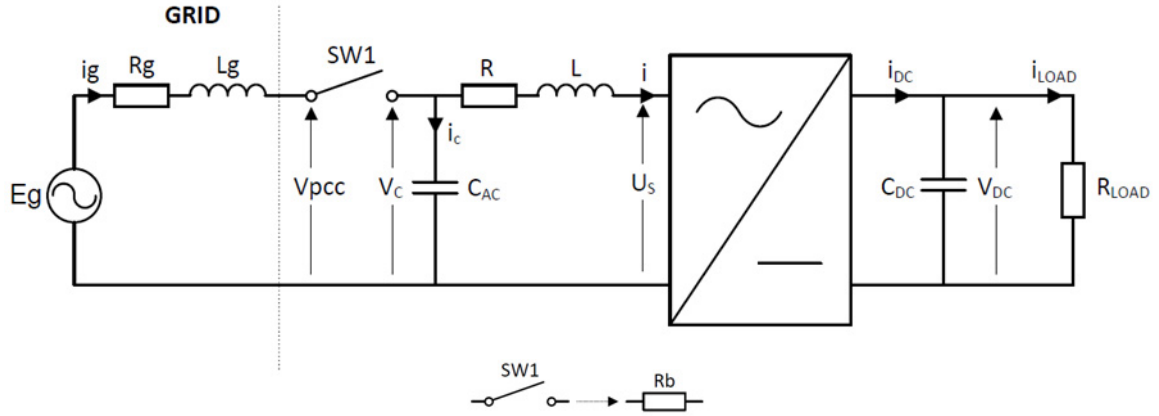 GRID
ig Rg Lg SW1 R L i iDC iLOAD
ic
Eg Vpcc VC CAC US CDC VDC RLOAD
SW1 Rb